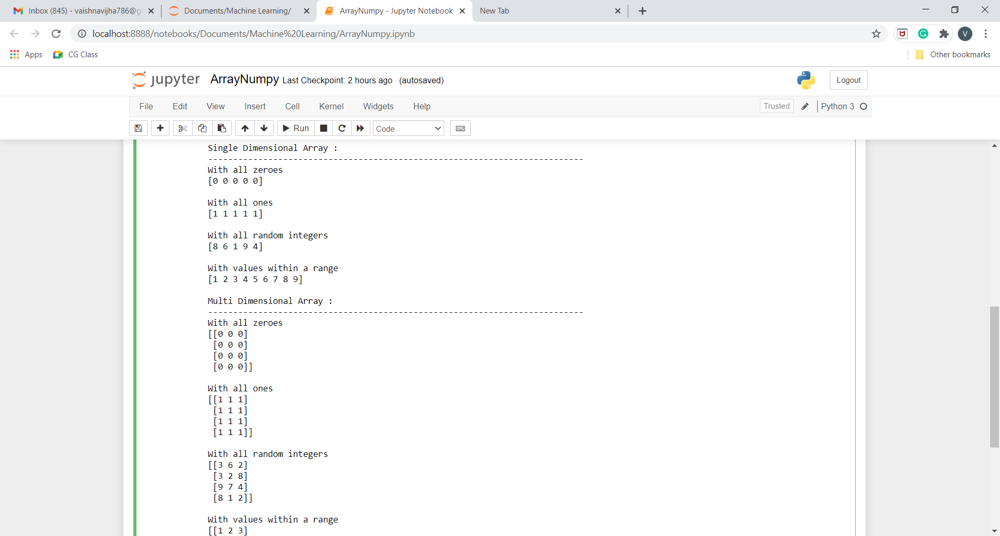 Inbox (845) - vaishnavijha786@g
Documents/Machine Learning/
ArrayNumpy - Jupyter Notebook
New Tab
localhost:8888/notebooks/Documents/Machine%20Learning/ArrayNumpy.ipynb
V
Apps
CG Class
Other bookmarks
jupyter
ArrayNumpy Last Checkpoint: 2 hours ago (autosaved)
Logout
File Edit View Insert Cell Kernel Widgets Help
Trusted
Python 3
Run
Code
Single Dimensional Array :
---------------------------------------------------------------------------
With all zeroes
[0 0 0 0 0]
With all ones
[1 1 1 1 1]
With all random integers
[8 6 1 9 4]
With values within a range
[1 2 3 4 5 6 7 8 9]
Multi Dimensional Array :
---------------------------------------------------------------------------
With all zeroes
[[0 0 0]
[0 0 0]
[0 0 0]
[0 0 0]]
With all ones
[[1 1 1]
[1 1 1]
[1 1 1]
[1 1 1]]
With all random integers
[[3 6 2]
[3 2 8]
[9 7 4]
[8 1 2]]
With values within a range
[[1 2 3]